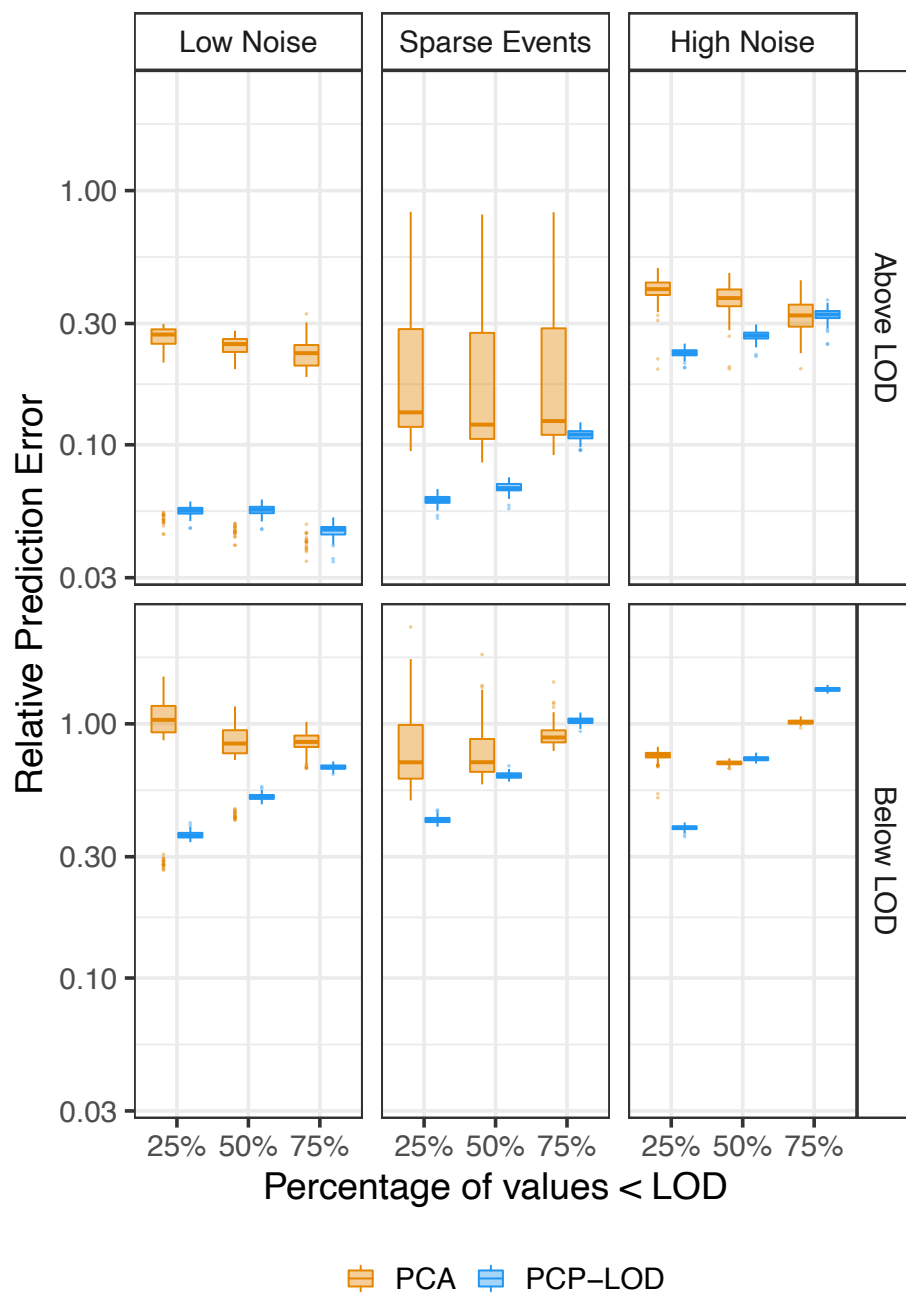 Low Noise
Sparse Events
High Noise
Relative Prediction Error
1.00
0.30
0.10
0.03
Above LOD
1.00
0.30
0.10
0.03
Below LOD
25% 50% 75%
25% 50% 75%
25% 50% 75%
Percentage of values < LOD
PCA
PCP−LOD